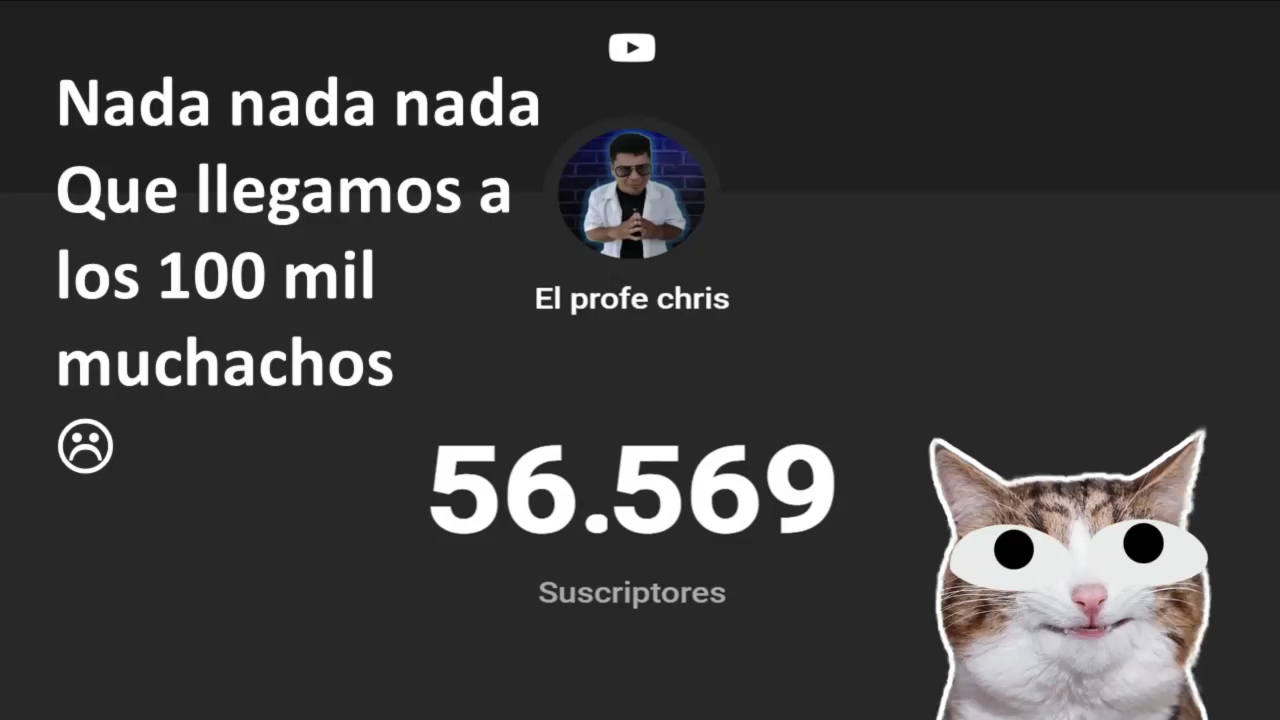 Nada nada nada
Que llegamos a
los 100 mil
muchachos
☹
El profe chris
56.569
Suscriptores